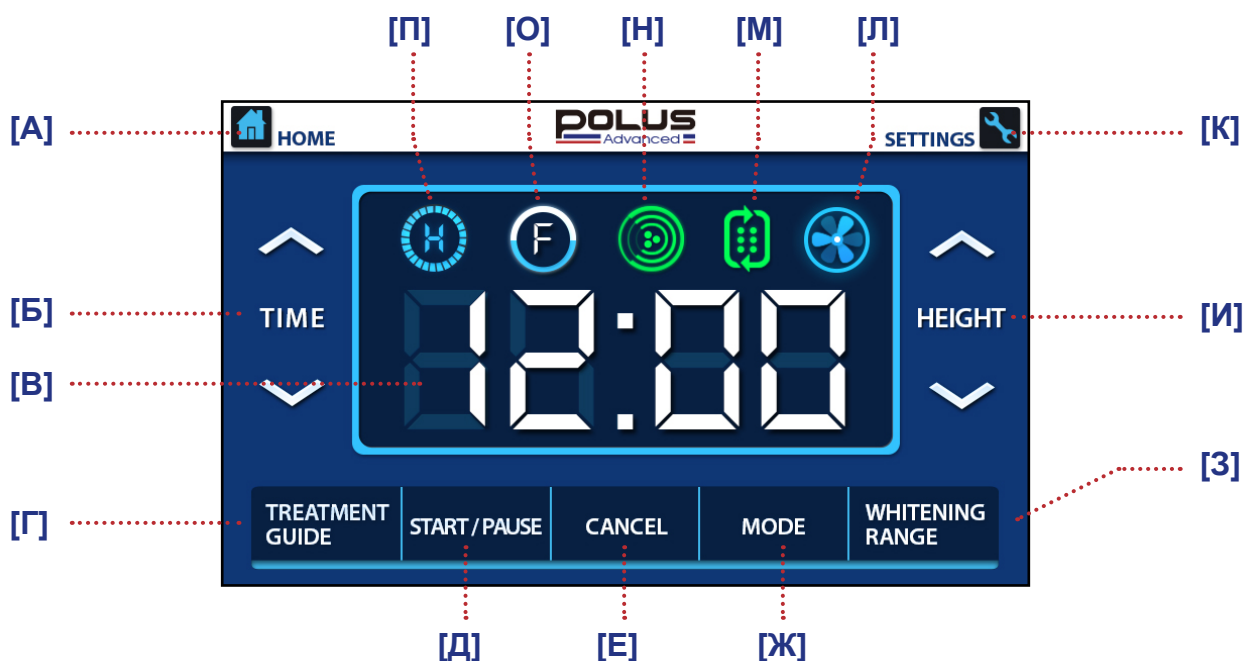 [П] [О] [Н] [М] [Л]
[А] HOME POLUS SETTINGS [К]
Advanced
H F
[Б] TIME 12:00 HEIGHT [И]
[В]
[З]
[Г] TREATMENT GUIDE START / PAUSE CANCEL MODE WHITENING RANGE
[Д] [Е] [Ж]